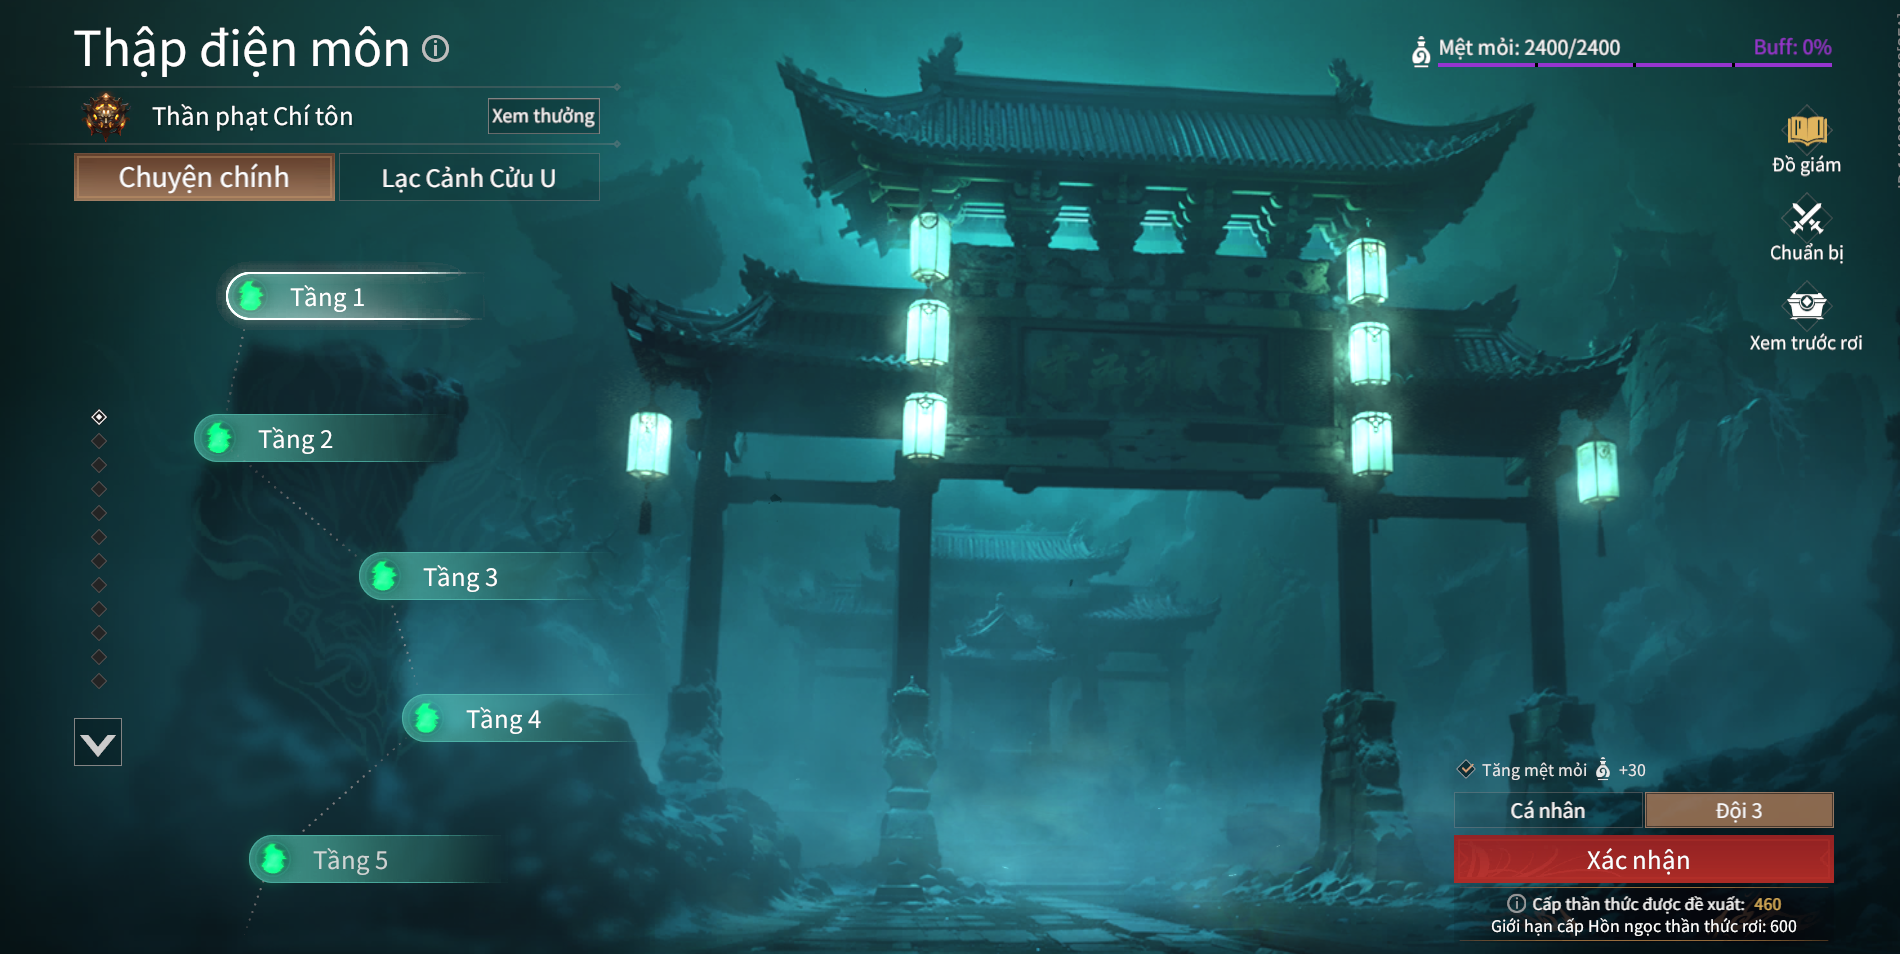 Thập điện môn
Thần phạt Chí tôn
Xem thưởng
Chuyện chính
Lạc Cảnh Cửu U
Mệt mỏi: 2400/2400
Buff: 0%
Đồ giám
Chuẩn bị
Xem trước rơi
Tầng 1
Tầng 2
Tầng 3
Tầng 4
Tầng 5
Tăng mệt mỏi +30
Cá nhân
Đội 3
Xác nhận
Cấp thần thức được đề xuất: 460
Giới hạn cấp Hồn ngọc thần thức rơi: 600